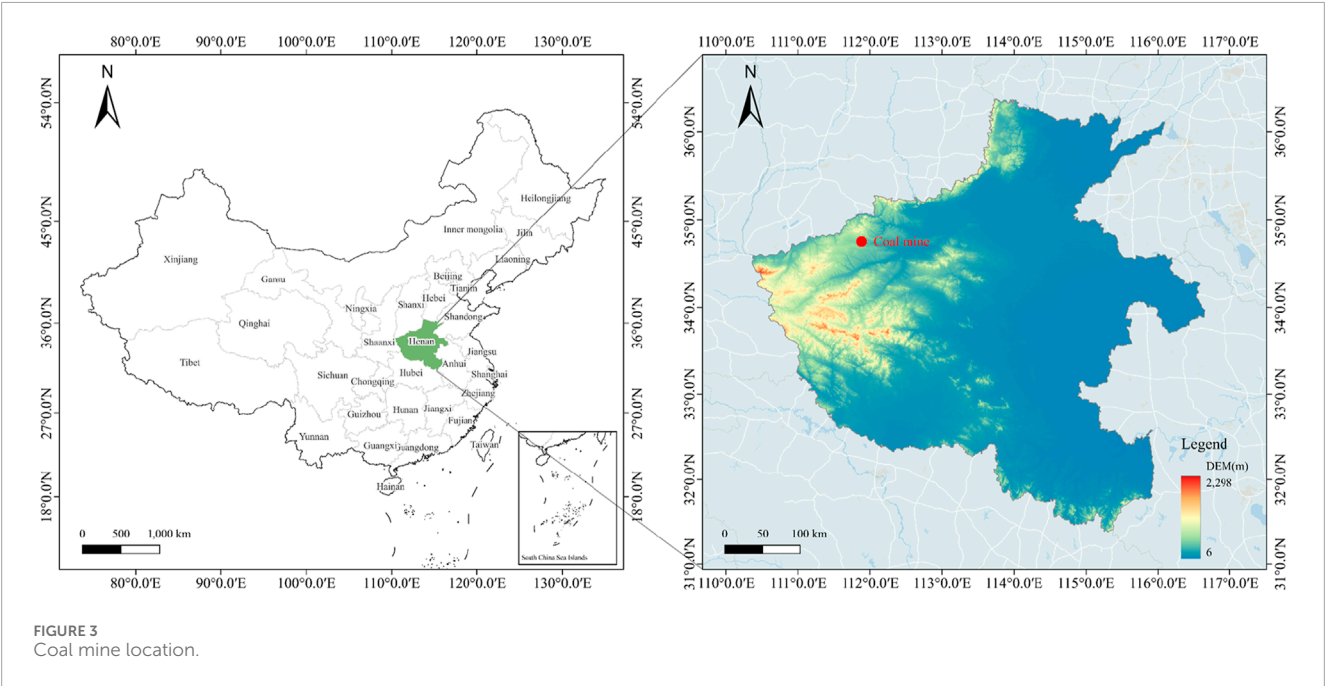 80°0.0′E 90°0.0′E 100°0.0′E 110°0.0′E 120°0.0′E 130°0.0′E
N
54°0.0′N
45°0.0′N
36°0.0′N
27°0.0′N
18°0.0′N
Heilongjiang
Inner mongolia
Jilin
Liaoning
Xinjiang
Gansu
Beijing
Tianjin
Hebei
Ningxia
Shanxi
Shandong
Qinghai
Shaanxi
Henan
Jiangsu
Tibet
Anhui
Sichuan
Hubei
Shanghai
Chongqing
Zhejiang
Guizhou
Hunan
Jiangxi
Fujian
Yunnan
Guangxi
Guangdong
Taiwan
Hainan
South China Sea Islands
0 500 1,000 km
54°0.0′N
45°0.0′N
36°0.0′N
27°0.0′N
18°0.0′N
80°0.0′E 90°0.0′E 100°0.0′E 110°0.0′E 120°0.0′E 130°0.0′E
110°0.0′E 111°0.0′E 112°0.0′E 113°0.0′E 114°0.0′E 115°0.0′E 116°0.0′E 117°0.0′E
N
36°0.0′N
35°0.0′N
34°0.0′N
33°0.0′N
32°0.0′N
31°0.0′N
Coal mine
Legend
DEM(m)
2,298
6
0 50 100 km
36°0.0′N
35°0.0′N
34°0.0′N
33°0.0′N
32°0.0′N
31°0.0′N
110°0.0′E 111°0.0′E 112°0.0′E 113°0.0′E 114°0.0′E 115°0.0′E 116°0.0′E 117°0.0′E
FIGURE 3
Coal mine location.